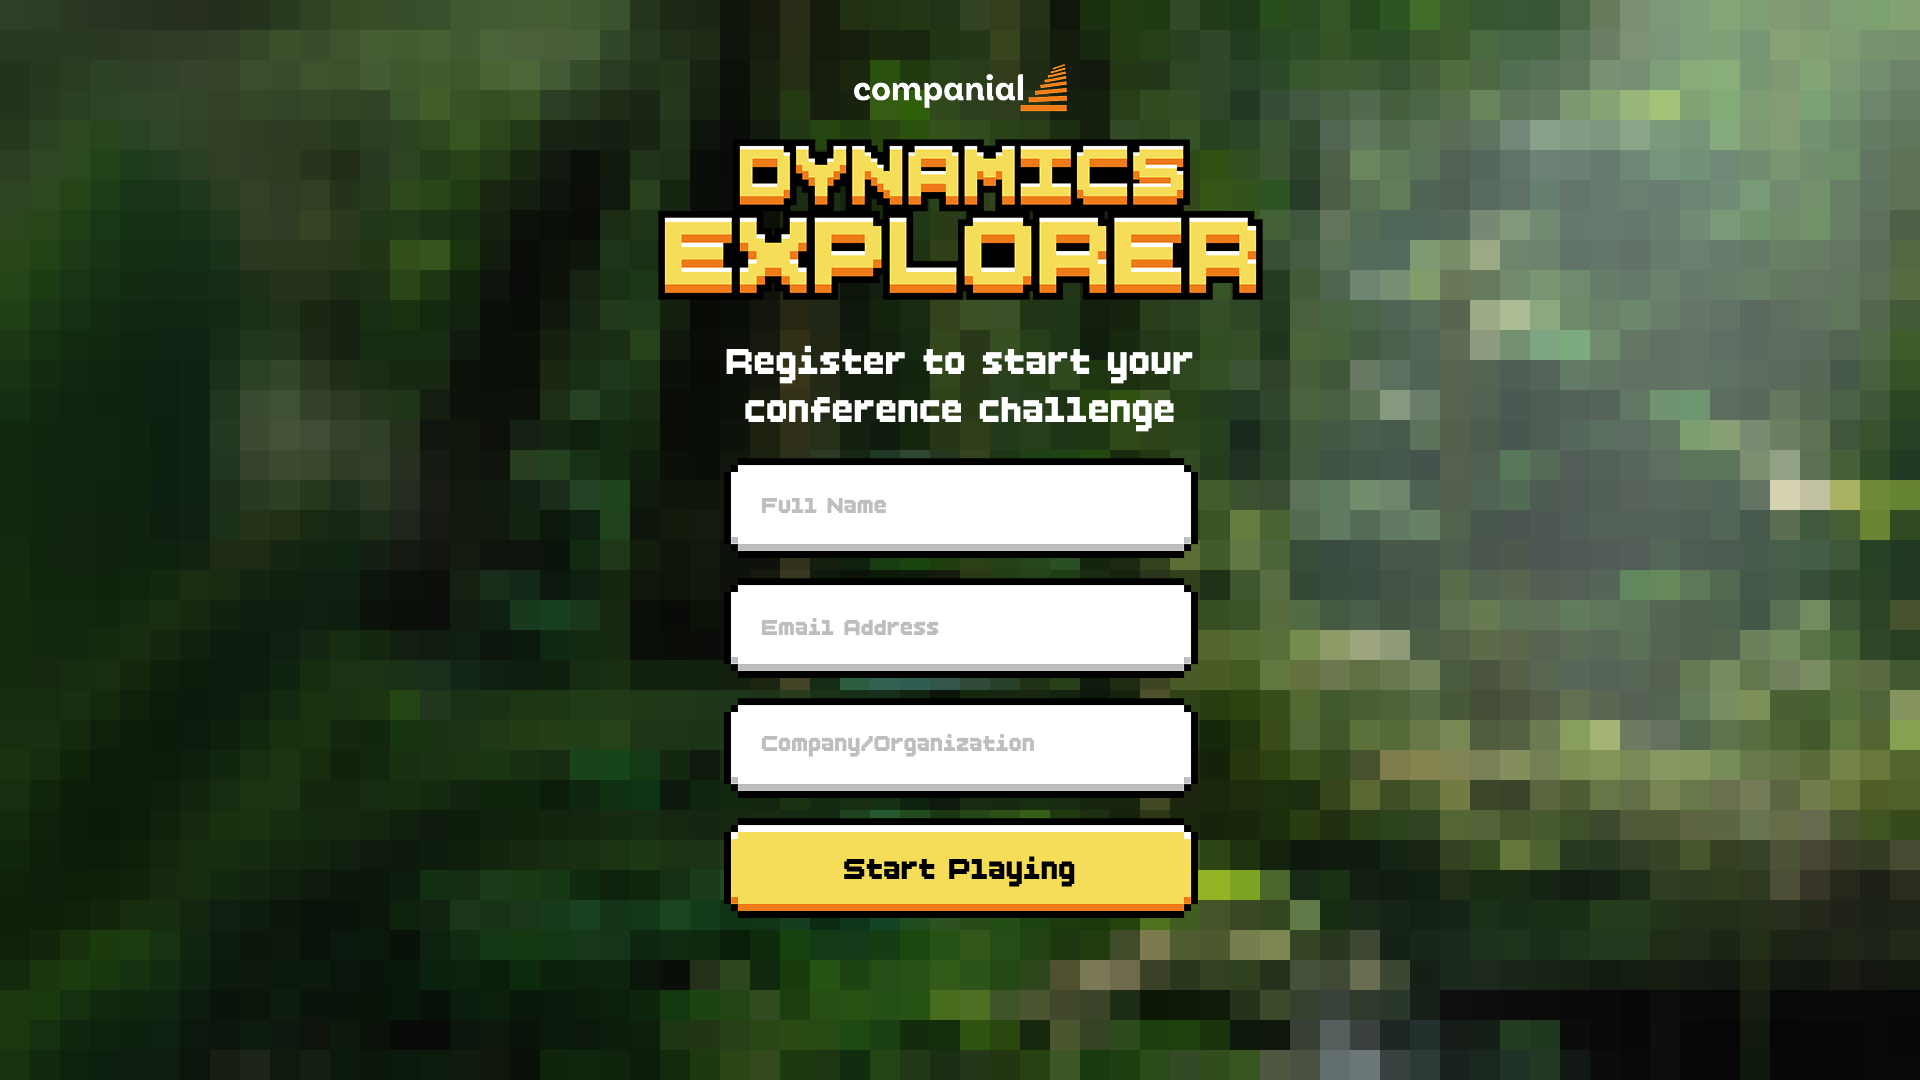 companial
DYNAMICS
EXPLORER
Register to start your
conference challenge
Full Name
Email Address
Company/Organization
Start Playing